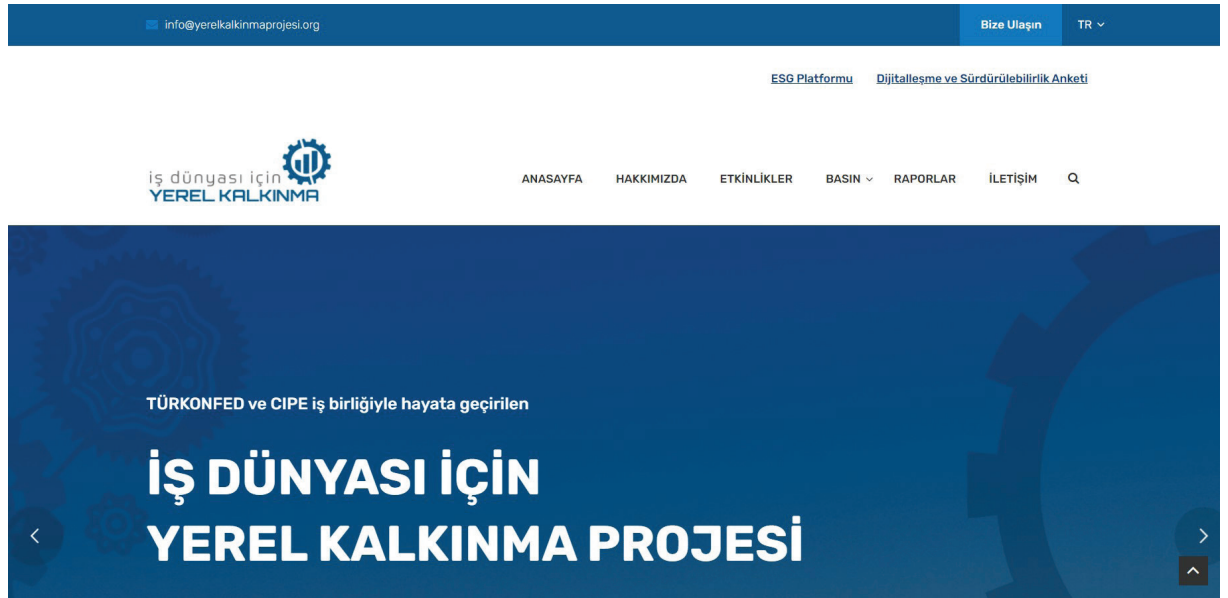 info@yerelkalkinmaprojesi.org
Bize Ulaşın
TR
ESG Platformu
Dijitalleşme ve Sürdürülebilirlik Anketi
iş dünyası için
YEREL KALKINMA
ANASAYFA
HAKKIMIZDA
ETKİNLİKLER
BASIN
RAPORLAR
İLETİŞİM
TÜRKONFED ve CIPE iş birliğiyle hayata geçirilen
İŞ DÜNYASI İÇİN
YEREL KALKINMA PROJESİ